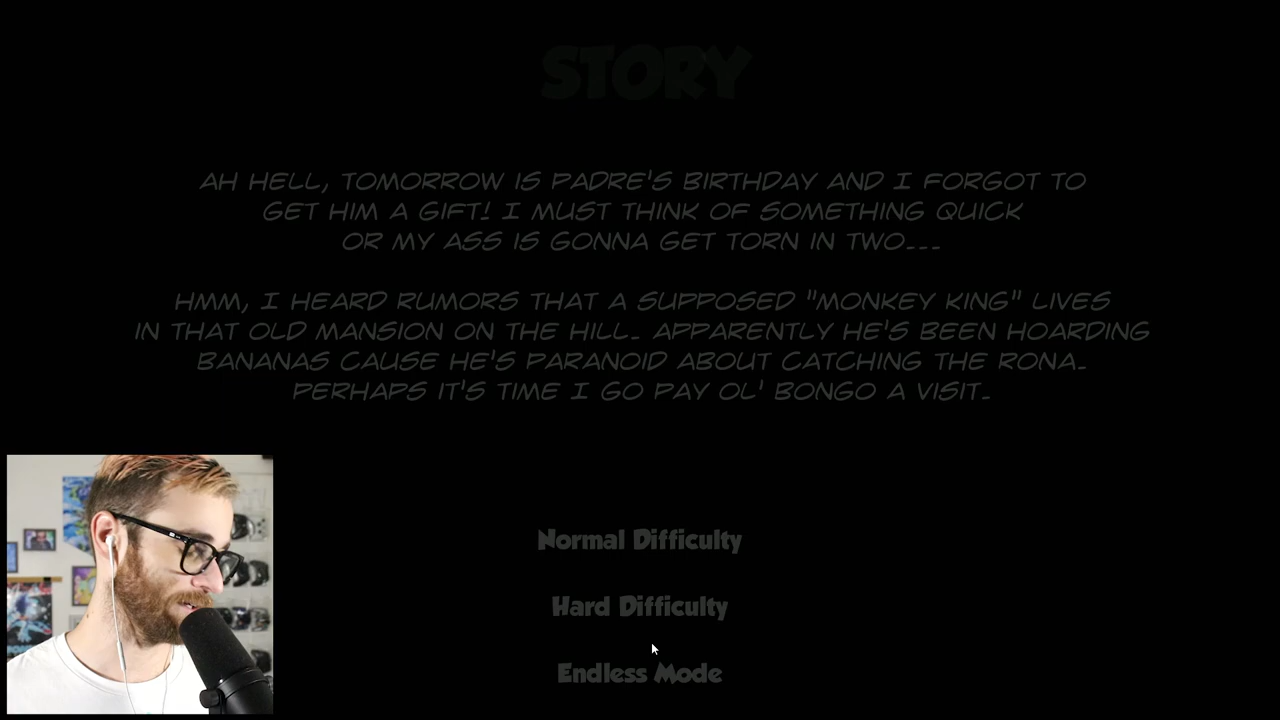 STORY
AH HELL, TOMORROW IS PADRE'S BIRTHDAY AND I FORGOT TO
GET HIM A GIFT! I MUST THINK OF SOMETHING QUICK
OR MY ASS IS GONNA GET TORN IN TWO...
HMM, I HEARD RUMORS THAT A SUPPOSED "MONKEY KING" LIVES
IN THAT OLD MANSION ON THE HILL. APPARENTLY HE'S BEEN HOARDING
BANANAS CAUSE HE'S PARANOID ABOUT CATCHING THE RONA.
PERHAPS IT'S TIME I GO PAY OL' BONGO A VISIT.
Normal Difficulty
Hard Difficulty
Endless Mode